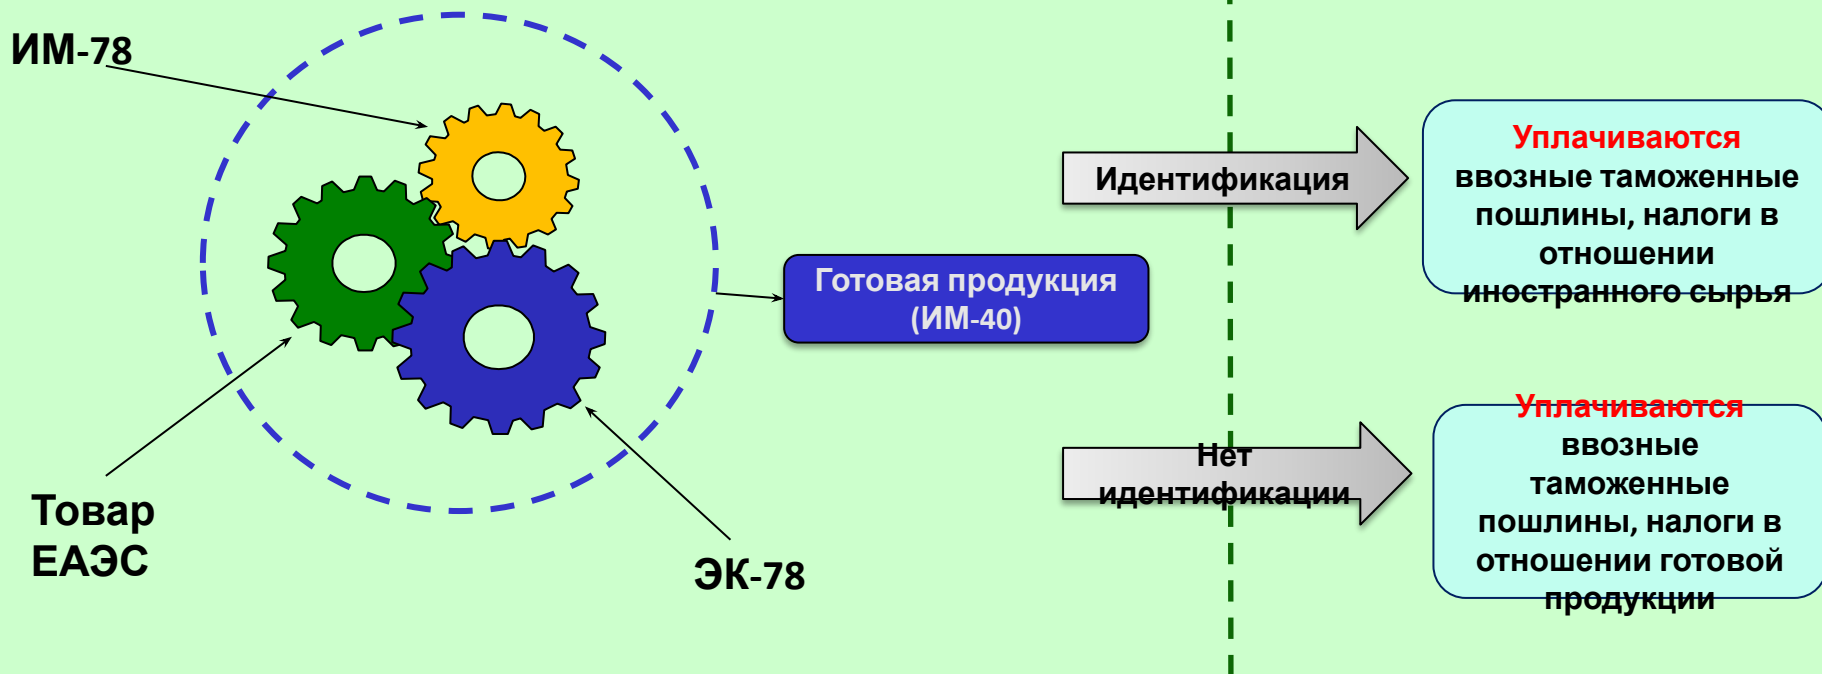 ИМ-78
Товар
ЕАЭС
ЭК-78
Готовая продукция
(ИМ-40)
Идентификация
Уплачиваются
ввозные таможенные
пошлины, налоги в
отношении
иностранного сырья
Нет
идентификации
Уплачиваются
ввозные
таможенные
пошлины, налоги в
отношении готовой
продукции